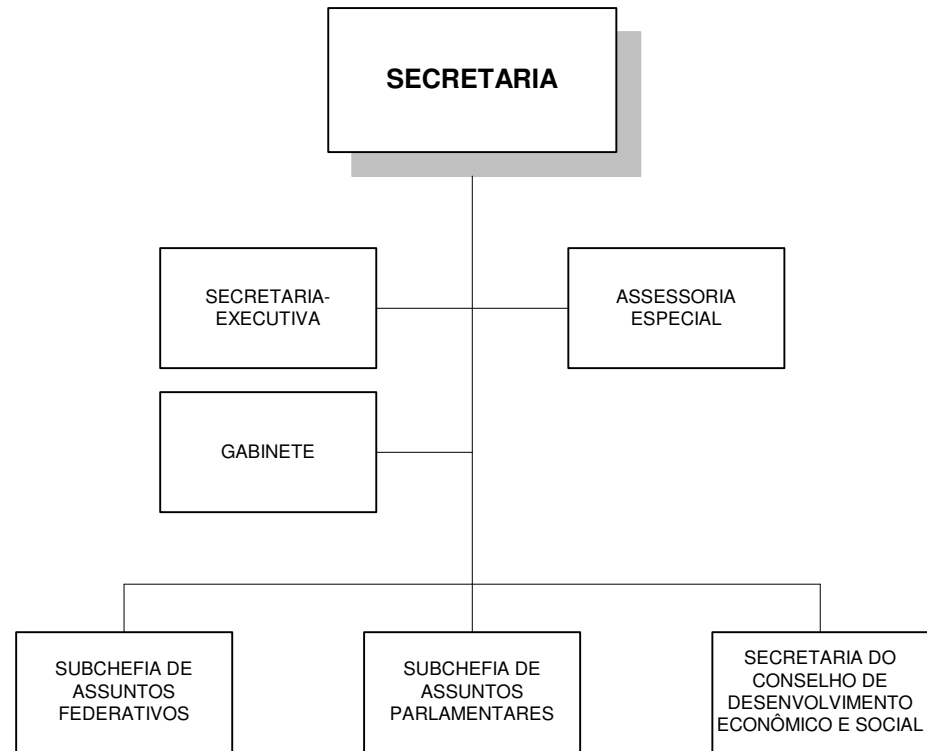 SECRETARIA
SECRETARIA-
EXECUTIVA
ASSESSORIA
ESPECIAL
GABINETE
SUBCHEFIA DE
ASSUNTOS
FEDERATIVOS
SUBCHEFIA DE
ASSUNTOS
PARLAMENTARES
SECRETARIA DO
CONSELHO DE
DESENVOLVIMENTO
ECONÔMICO E SOCIAL